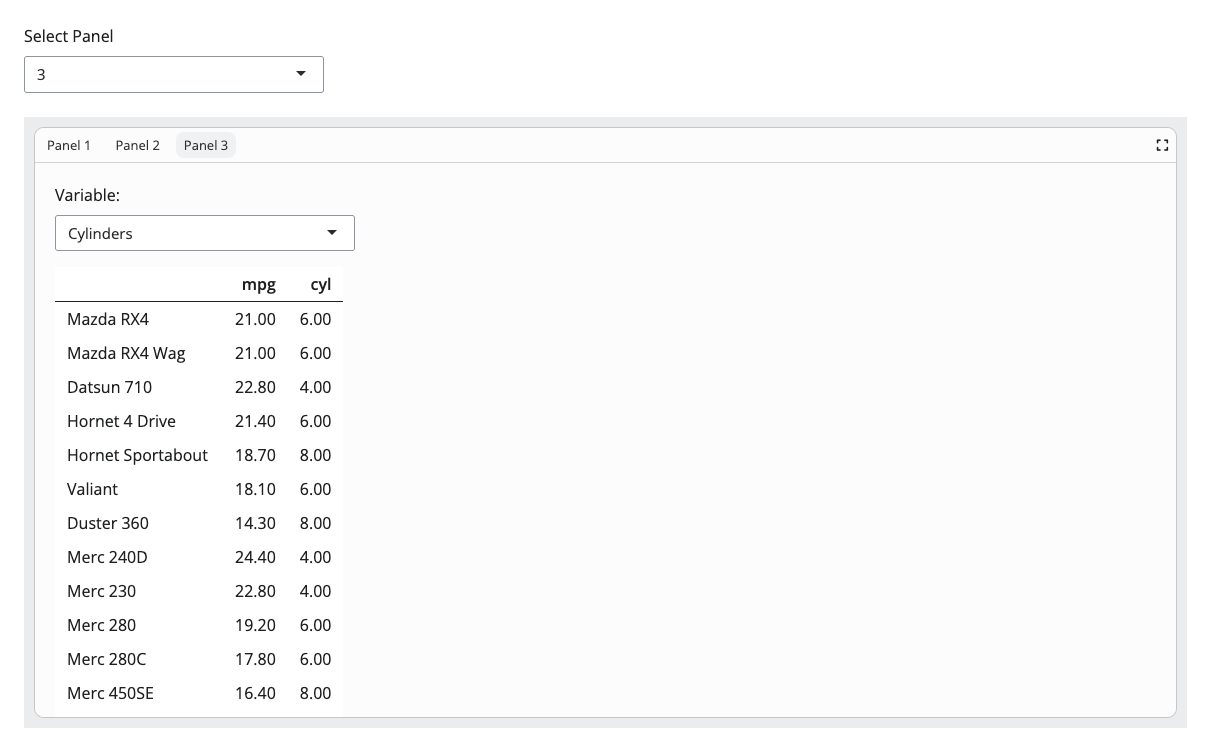 Select Panel
3
Panel 1 Panel 2 Panel 3
Variable:
Cylinders
mpg cyl
Mazda RX4 21.00 6.00
Mazda RX4 Wag 21.00 6.00
Datsun 710 22.80 4.00
Hornet 4 Drive 21.40 6.00
Hornet Sportabout 18.70 8.00
Valiant 18.10 6.00
Duster 360 14.30 8.00
Merc 240D 24.40 4.00
Merc 230 22.80 4.00
Merc 280 19.20 6.00
Merc 280C 17.80 6.00
Merc 450SE 16.40 8.00